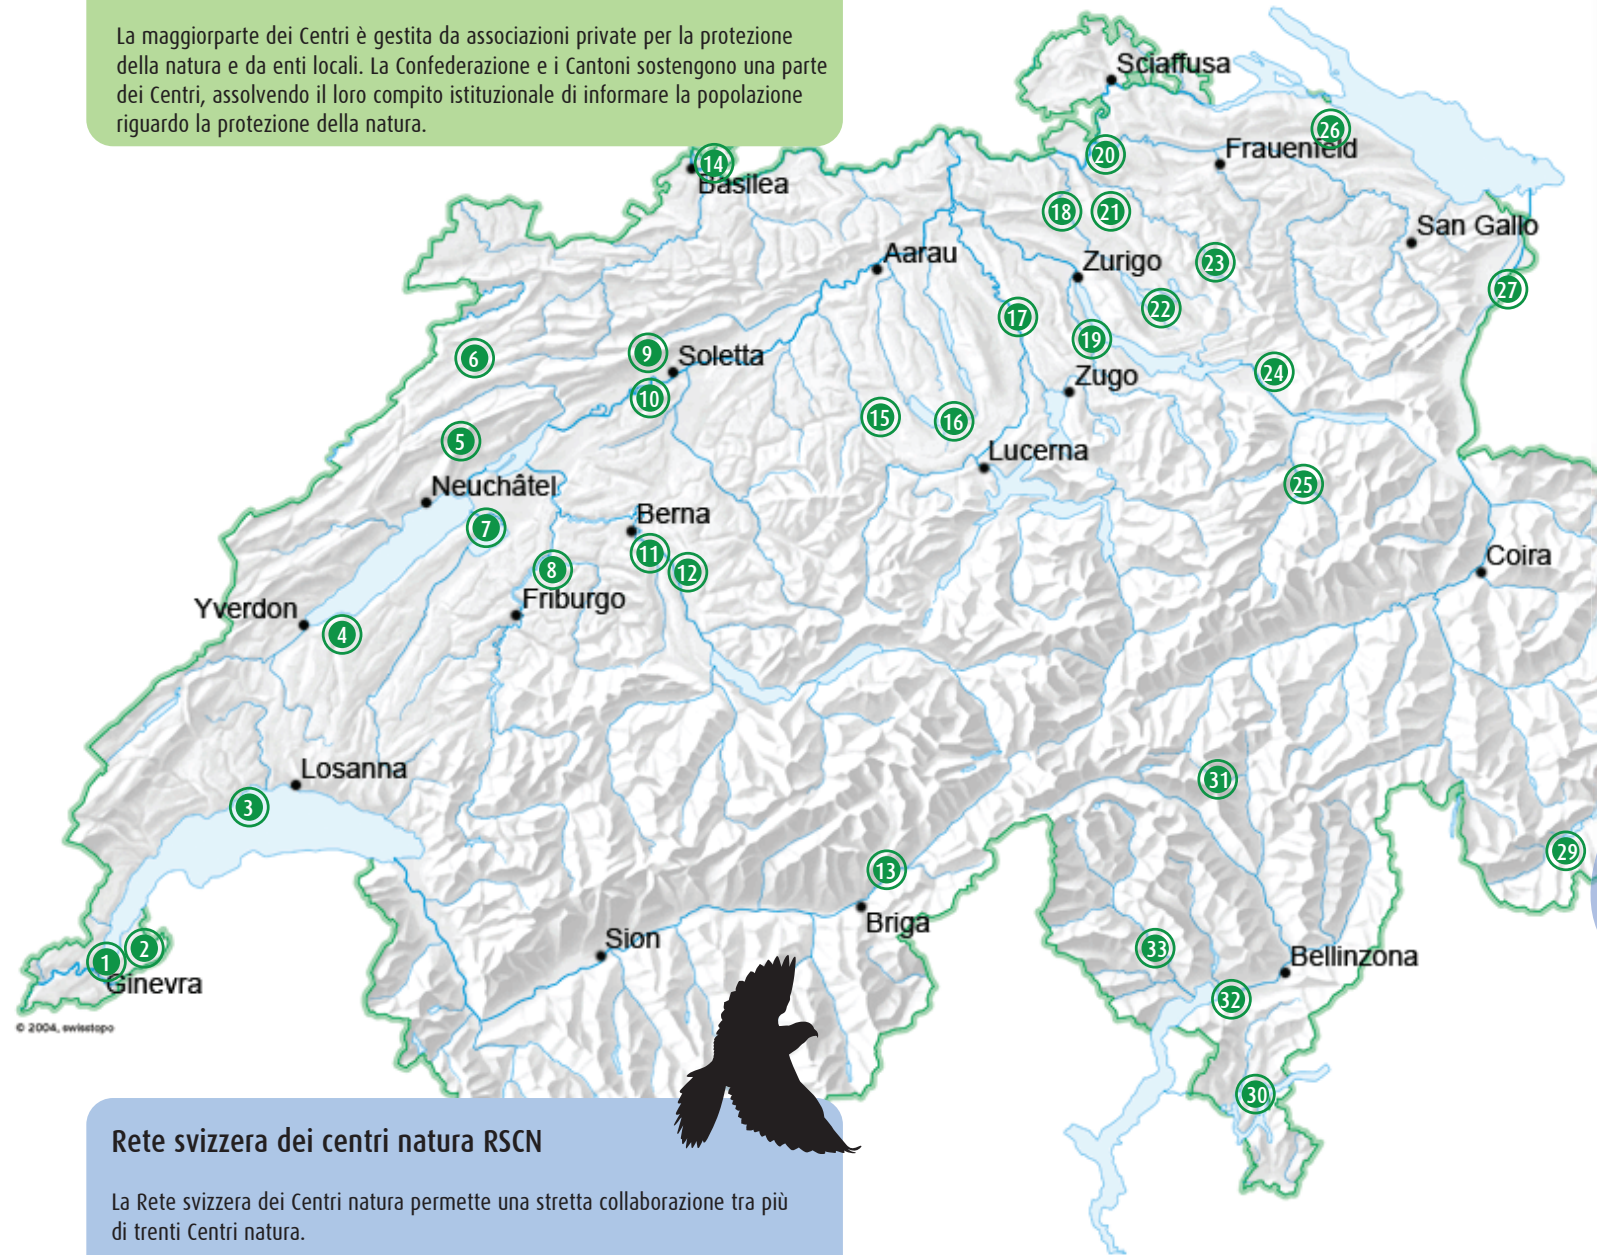 La maggiorparte dei Centri è gestita da associazioni private per la protezione
della natura e da enti locali. La Confederazione e i Cantoni sostengono una parte
dei Centri, assolvendo il loro compito istituzionale di informare la popolazione
riguardo la protezione della natura.
Sciaffusa
26
14
20
Frauenfeld
Basilea
18
21
San Gallo
Aarau
Zurigo
23
27
22
17
19
6
9
Soletta
24
Zugo
10
15
16
5
Lucerna
Neuchâtel
25
7
Berna
11
12
8
Coira
Friburgo
Yverdon
4
Losanna
31
3
29
13
Briga
Sion
2
1
33
Bellinzona
Ginevra
32
© 2004, swisstopo
30
Rete svizzera dei centri natura RSCN
La Rete svizzera dei Centri natura permette una stretta collaborazione tra più
di trenta Centri natura.